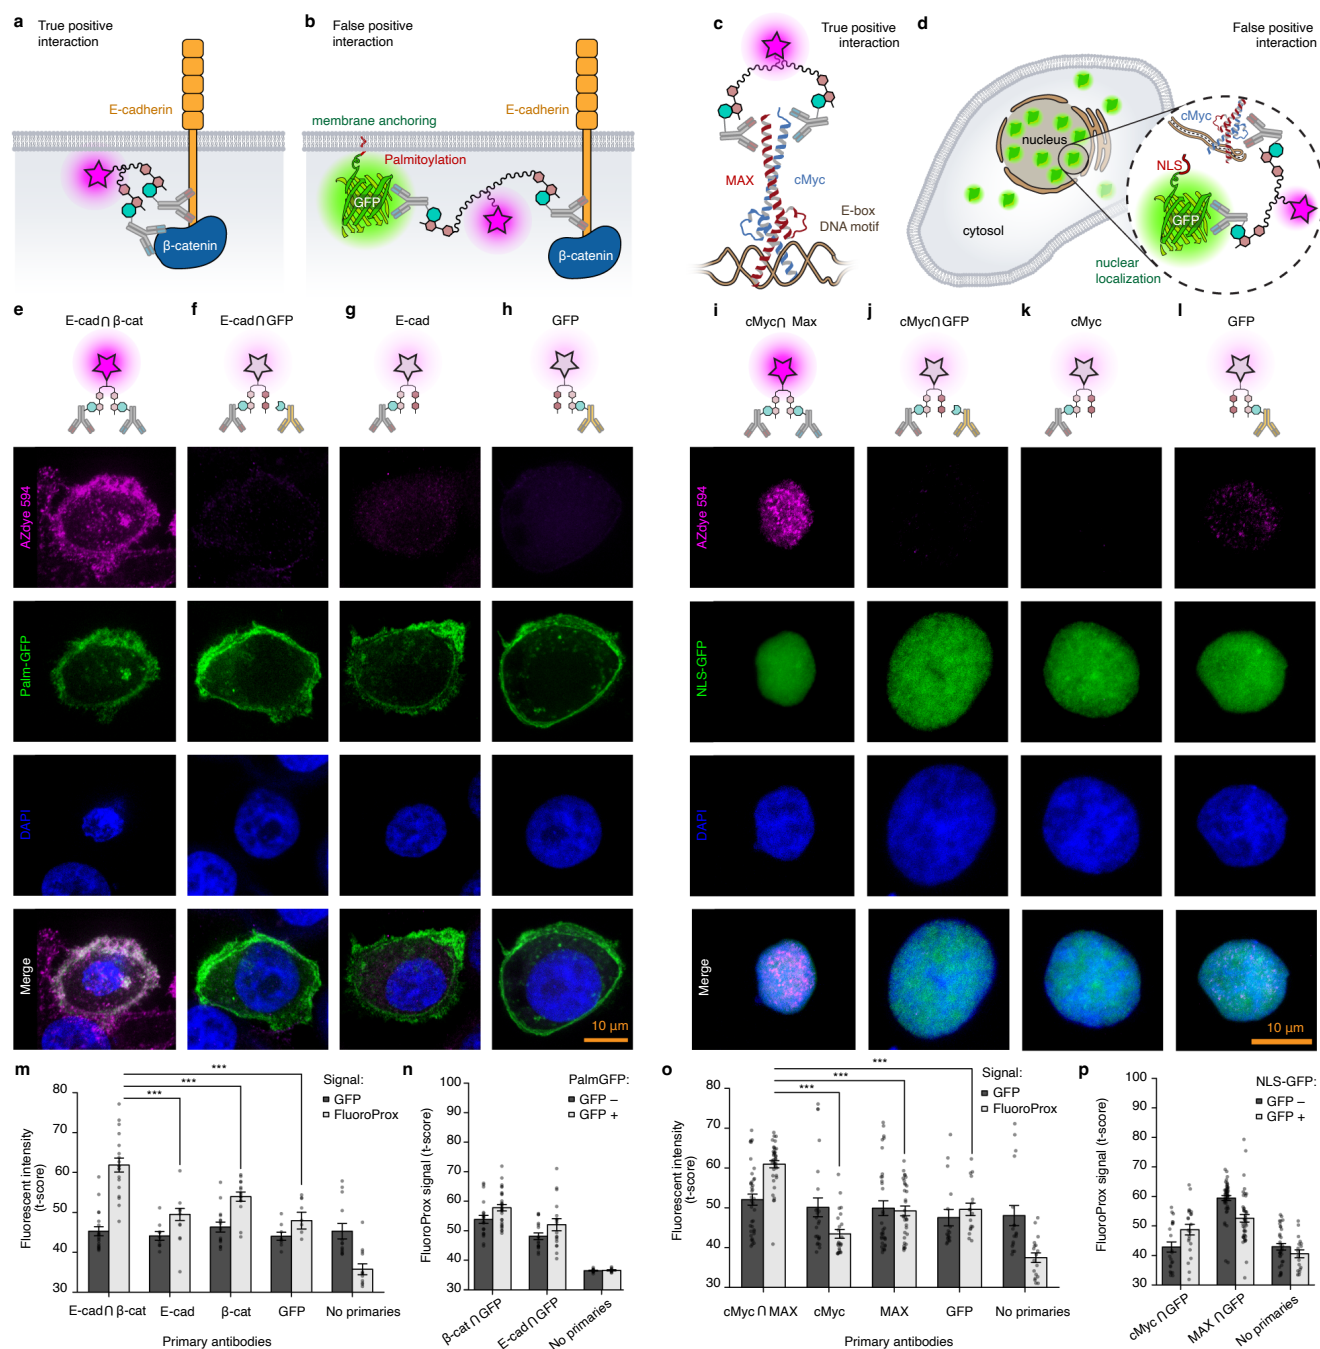 a
True positive
interaction
E-cadherin
β-catenin
b
False positive
interaction
E-cadherin
membrane anchoring
Palmitoylation
GFP
β-catenin
c
True positive
interaction
MAX
cMyc
E-box
DNA motif
d
False positive
interaction
nucleus
cytosol
cMyc
NLS
GFP
nuclear
localization
e
E-cad∩ β-cat
f
E-cad∩GFP
g
E-cad
h
GFP
i
cMyc∩ Max
j
cMyc∩GFP
k
cMyc
l
GFP
AZdye 594
Palm-GFP
DAPI
Merge
10 µm
AZdye 594
NLS-GFP
DAPI
Merge
10 µm
m
Fluorescent intensity
(t-score)
80
70
60
50
40
30
***
***
***
Signal:
GFP
FluoroProx
E-cad∩ β-cat
E-cad
β-cat
GFP
No primaries
Primary antibodies
n
FluoroProx signal (t-score)
100
90
80
70
60
50
40
30
PalmGFP:
GFP –
GFP +
β-cat ∩ GFP
E-cad∩GFP
No primaries
o
Fluorescent intensity
(t-score)
80
70
60
50
40
30
***
***
***
Signal:
GFP
FluoroProx
cMyc ∩ MAX
cMyc
MAX
GFP
No primaries
Primary antibodies
p
FluoroProx signal (t-score)
100
90
80
70
60
50
40
30
NLS-GFP:
GFP –
GFP +
cMyc ∩ GFP
MAX ∩ GFP
No primaries